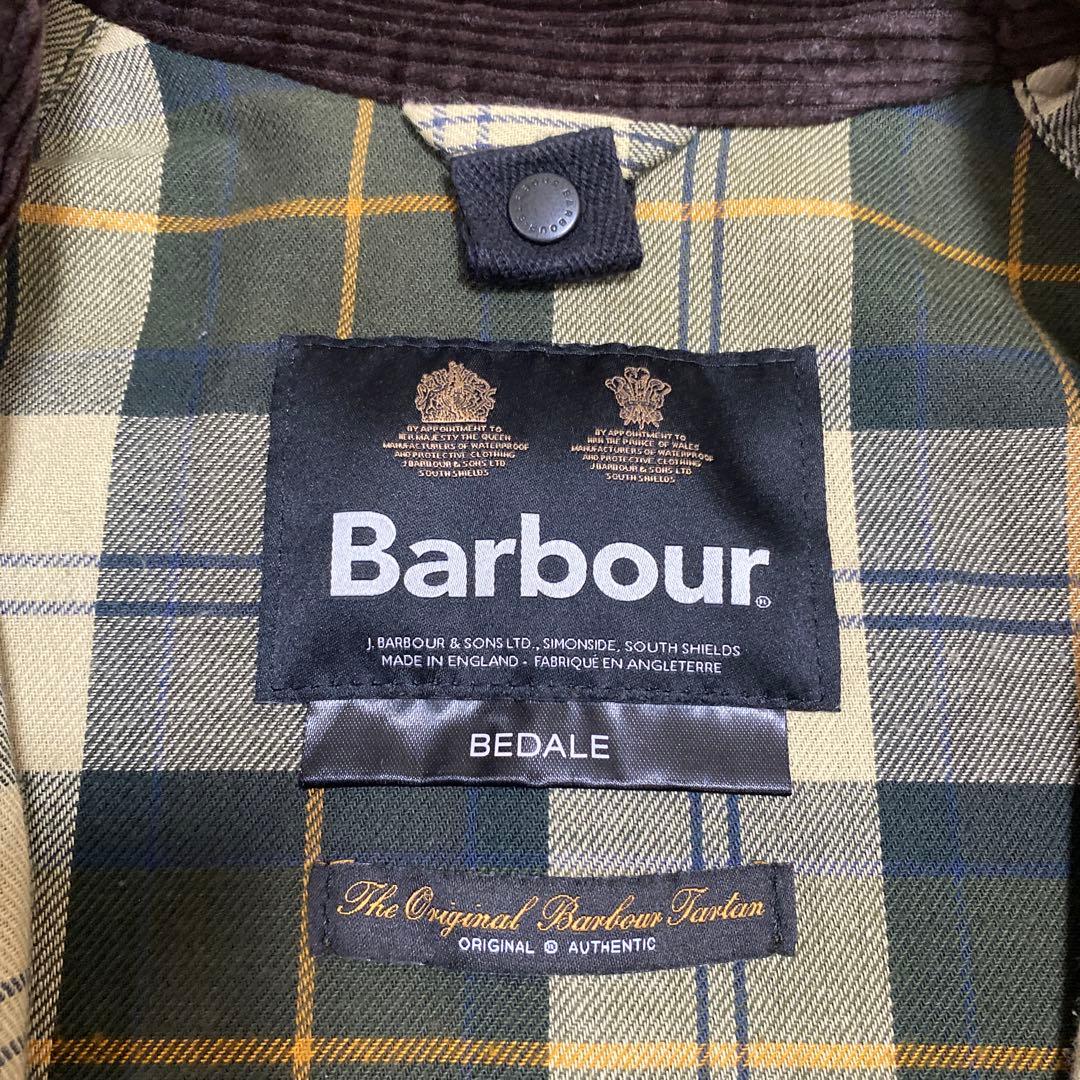 BARBOUR
BY APPOINTMENT TO
HER MAJESTY THE QUEEN
MANUFACTURERS OF WATERPROOF
AND PROTECTIVE CLOTHING
J BARBOUR & SONS LTD
SOUTH SHIELDS
BY APPOINTMENT TO
HRH THE PRINCE OF WALES
MANUFACTURERS OF WATERPROOF
AND PROTECTIVE CLOTHING
J BARBOUR & SONS LTD
SOUTH SHIELDS
Barbour®
J. BARBOUR & SONS LTD., SIMONSIDE, SOUTH SHIELDS
MADE IN ENGLAND - FABRIQUÉ EN ANGLETERRE
BEDALE
The Original Barbour Tartan
ORIGINAL ® AUTHENTIC